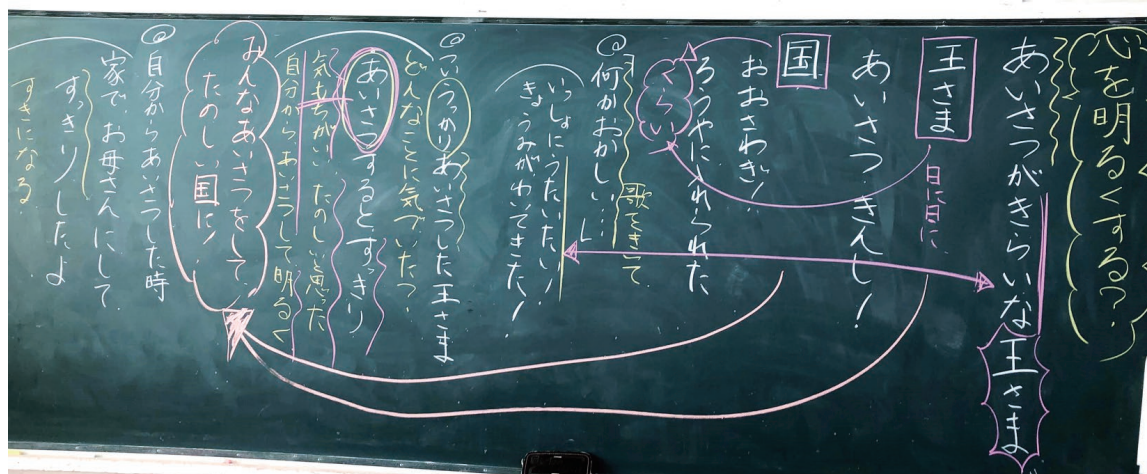 心を明るくする?
あいさつがきらいな王さま
王さま
日に日に
あいさつきんし!
国
おおさわぎ!
ろうやに入れられた
くらい
歌をきいて
何かおかしい…
いっしょにうたいたい!
きょうみがわいてきた!
ついうっかりあいさつした王さま
どんなことに気づいた?
あいさつするとすっきり
気もちがいい たのしいと思った
自分からあいさつして明るく
みんなあいさつをして
たのしい国に!
自分からあいさつした時
家でお母さんにして
すっきりしたよ
すきになる